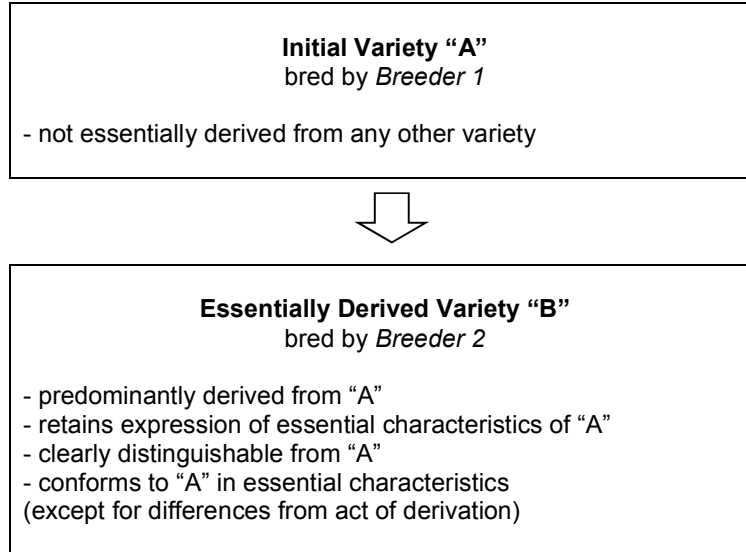 Initial Variety “A”
bred by Breeder 1
- not essentially derived from any other variety
Essentially Derived Variety “B”
bred by Breeder 2
- predominantly derived from “A”
- retains expression of essential characteristics of “A”
- clearly distinguishable from “A”
- conforms to “A” in essential characteristics
(except for differences from act of derivation)